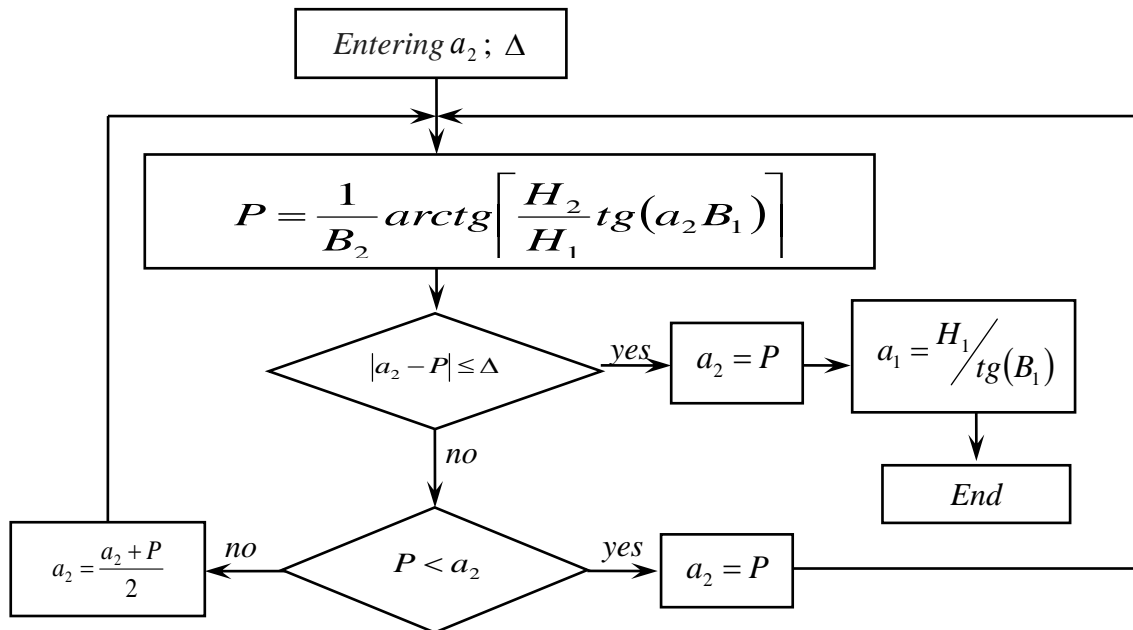 Entering a₂ ; Δ
P = 1/B₂ arctg⌈H₂/H₁ tg(a₂B₁)⌉
|a₂ − P| ≤ Δ
yes
a₂ = P
a₁ = H₁/tg(B₁)
no
End
a₂ = (a₂ + P)/2
no
P < a₂
yes
a₂ = P